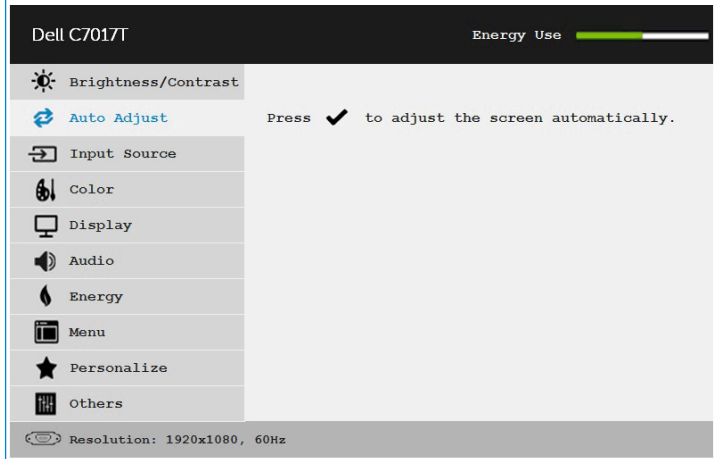 Dell C7017T
Energy Use
Brightness/Contrast
Auto Adjust
Press ✔ to adjust the screen automatically.
Input Source
Color
Display
Audio
Energy
Menu
Personalize
Others
Resolution: 1920x1080, 60Hz